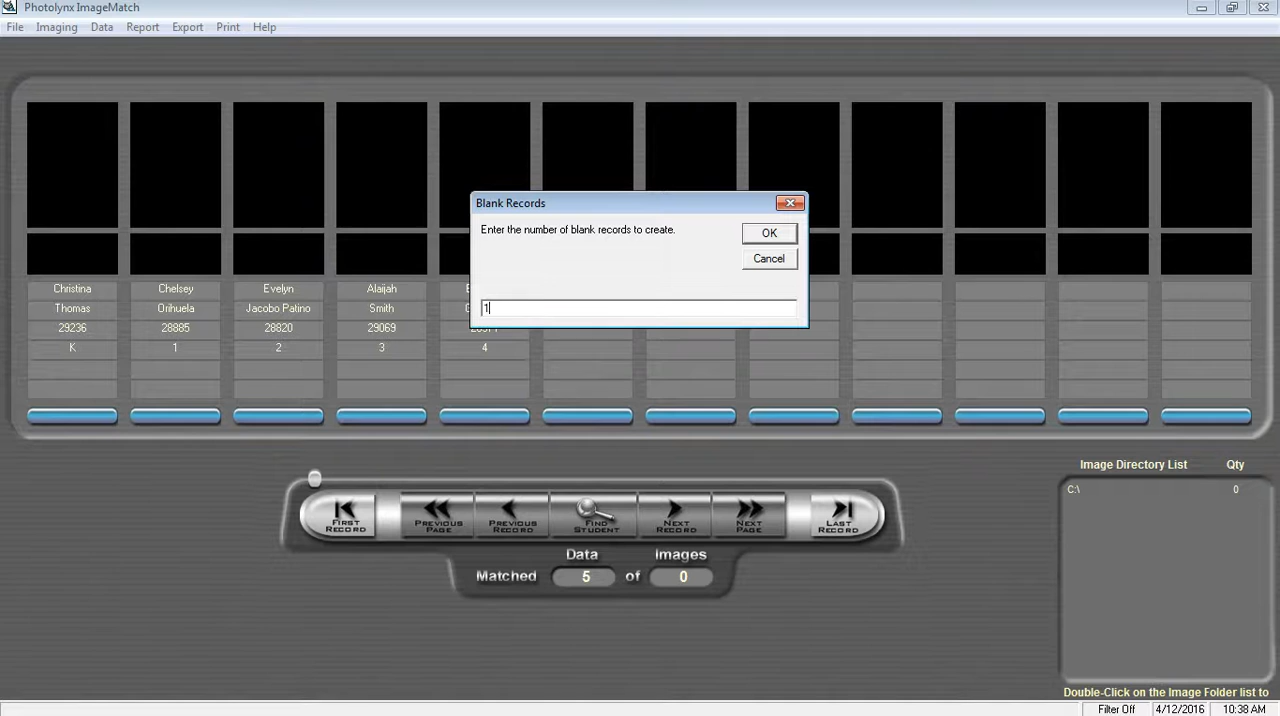 Photolynx ImageMatch
File Imaging Data Report Export Print Help
Blank Records
Enter the number of blank records to create.
OK
Cancel
1
Christina Chelsey Evelyn Alaijah
Thomas Orihuela Jacobo Patino Smith
29236 28885 28820 29069
K 1 2 3 4
Image Directory List Qty
C:\ 0
FIRST RECORD PREVIOUS PAGE PREVIOUS RECORD FIND STUDENT NEXT RECORD NEXT PAGE LAST RECORD
Data Images
Matched 5 of 0
Double-Click on the Image Folder list to
Filter Off 4/12/2016 10:38 AM